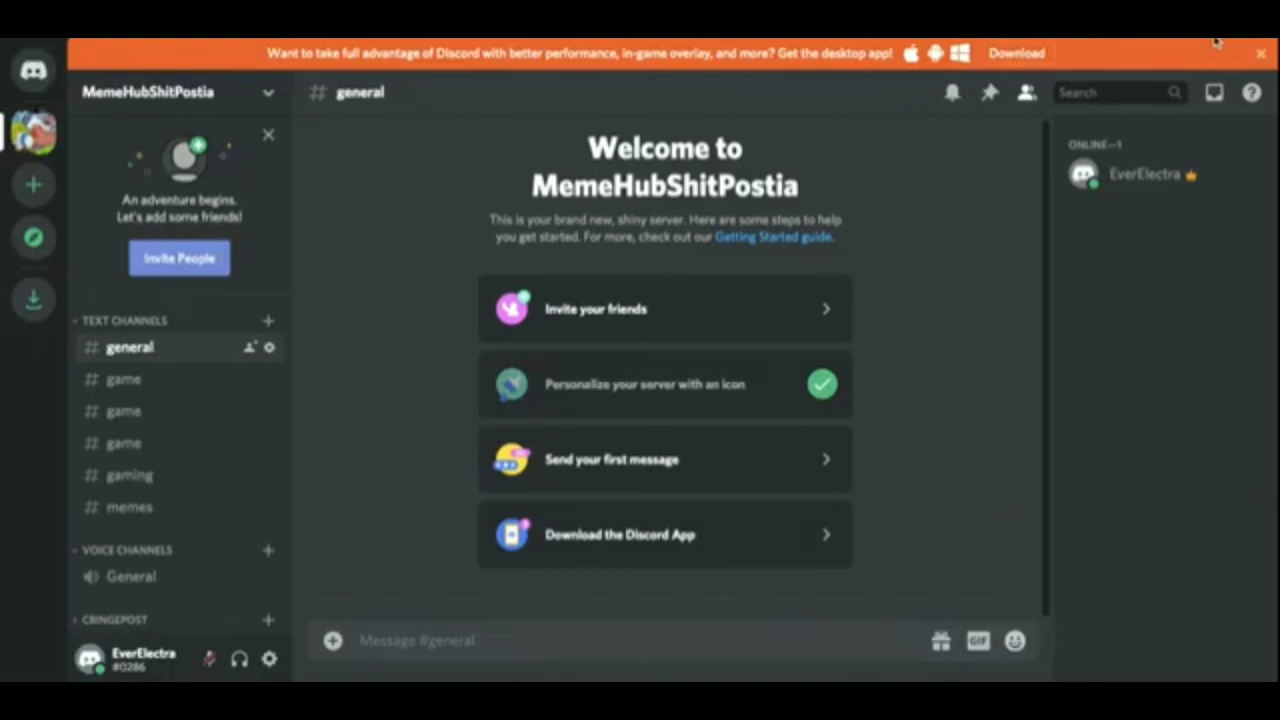 Want to take full advantage of Discord with better performance, in-game overlay, and more? Get the desktop app! Download
MemeHubShitPostia
general
Search
An adventure begins.
Let's add some friends!
Invite People
TEXT CHANNELS
general
game
game
game
gaming
memes
VOICE CHANNELS
General
CRINGEPOST
EverElectra
#0286
Welcome to
MemeHubShitPostia
This is your brand new, shiny server. Here are some steps to help
you get started. For more, check out our Getting Started guide.
Invite your friends
Personalize your server with an icon
Send your first message
Download the Discord App
Message #general
GIF
ONLINE—1
EverElectra